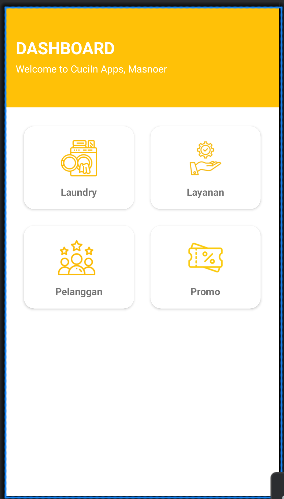 DASHBOARD
Welcome to CuciIn Apps, Masnoer
Laundry
Layanan
Pelanggan
Promo